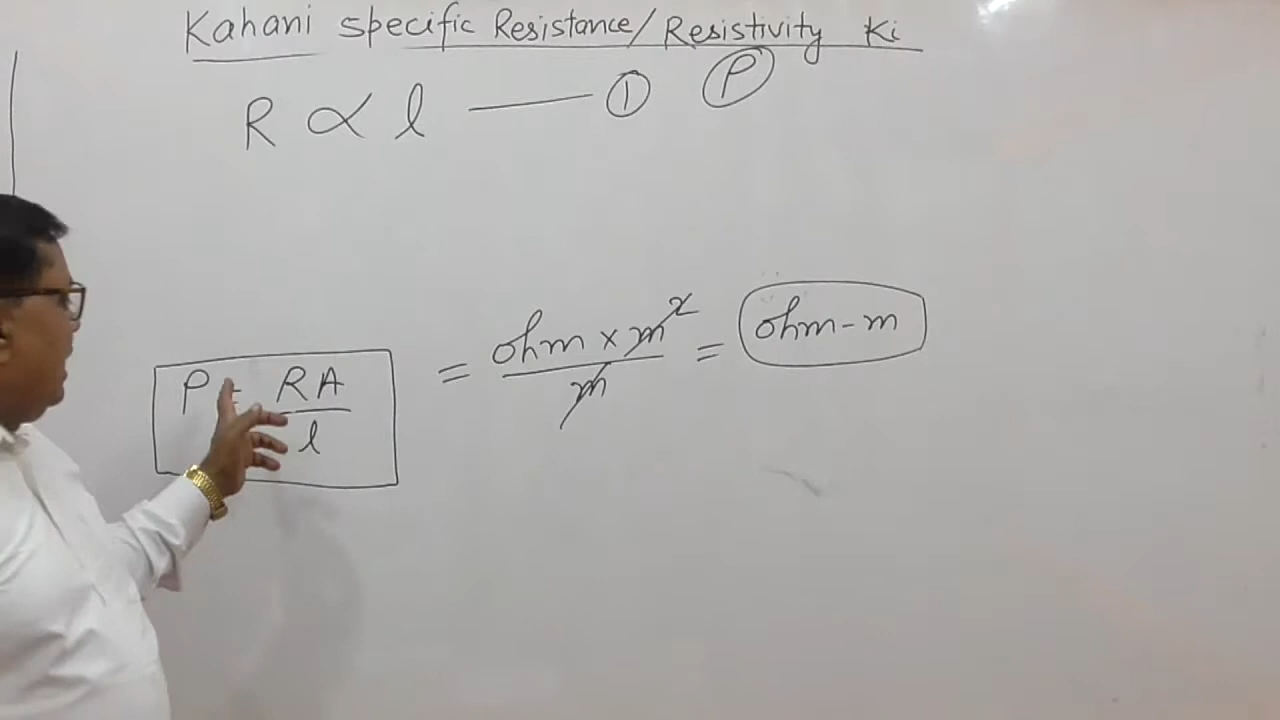 Kahani specific Resistance/Resistivity Ki
R ∝ l —— ① Ⓟ
P = RA / l = ohm × m² / m = ohm-m